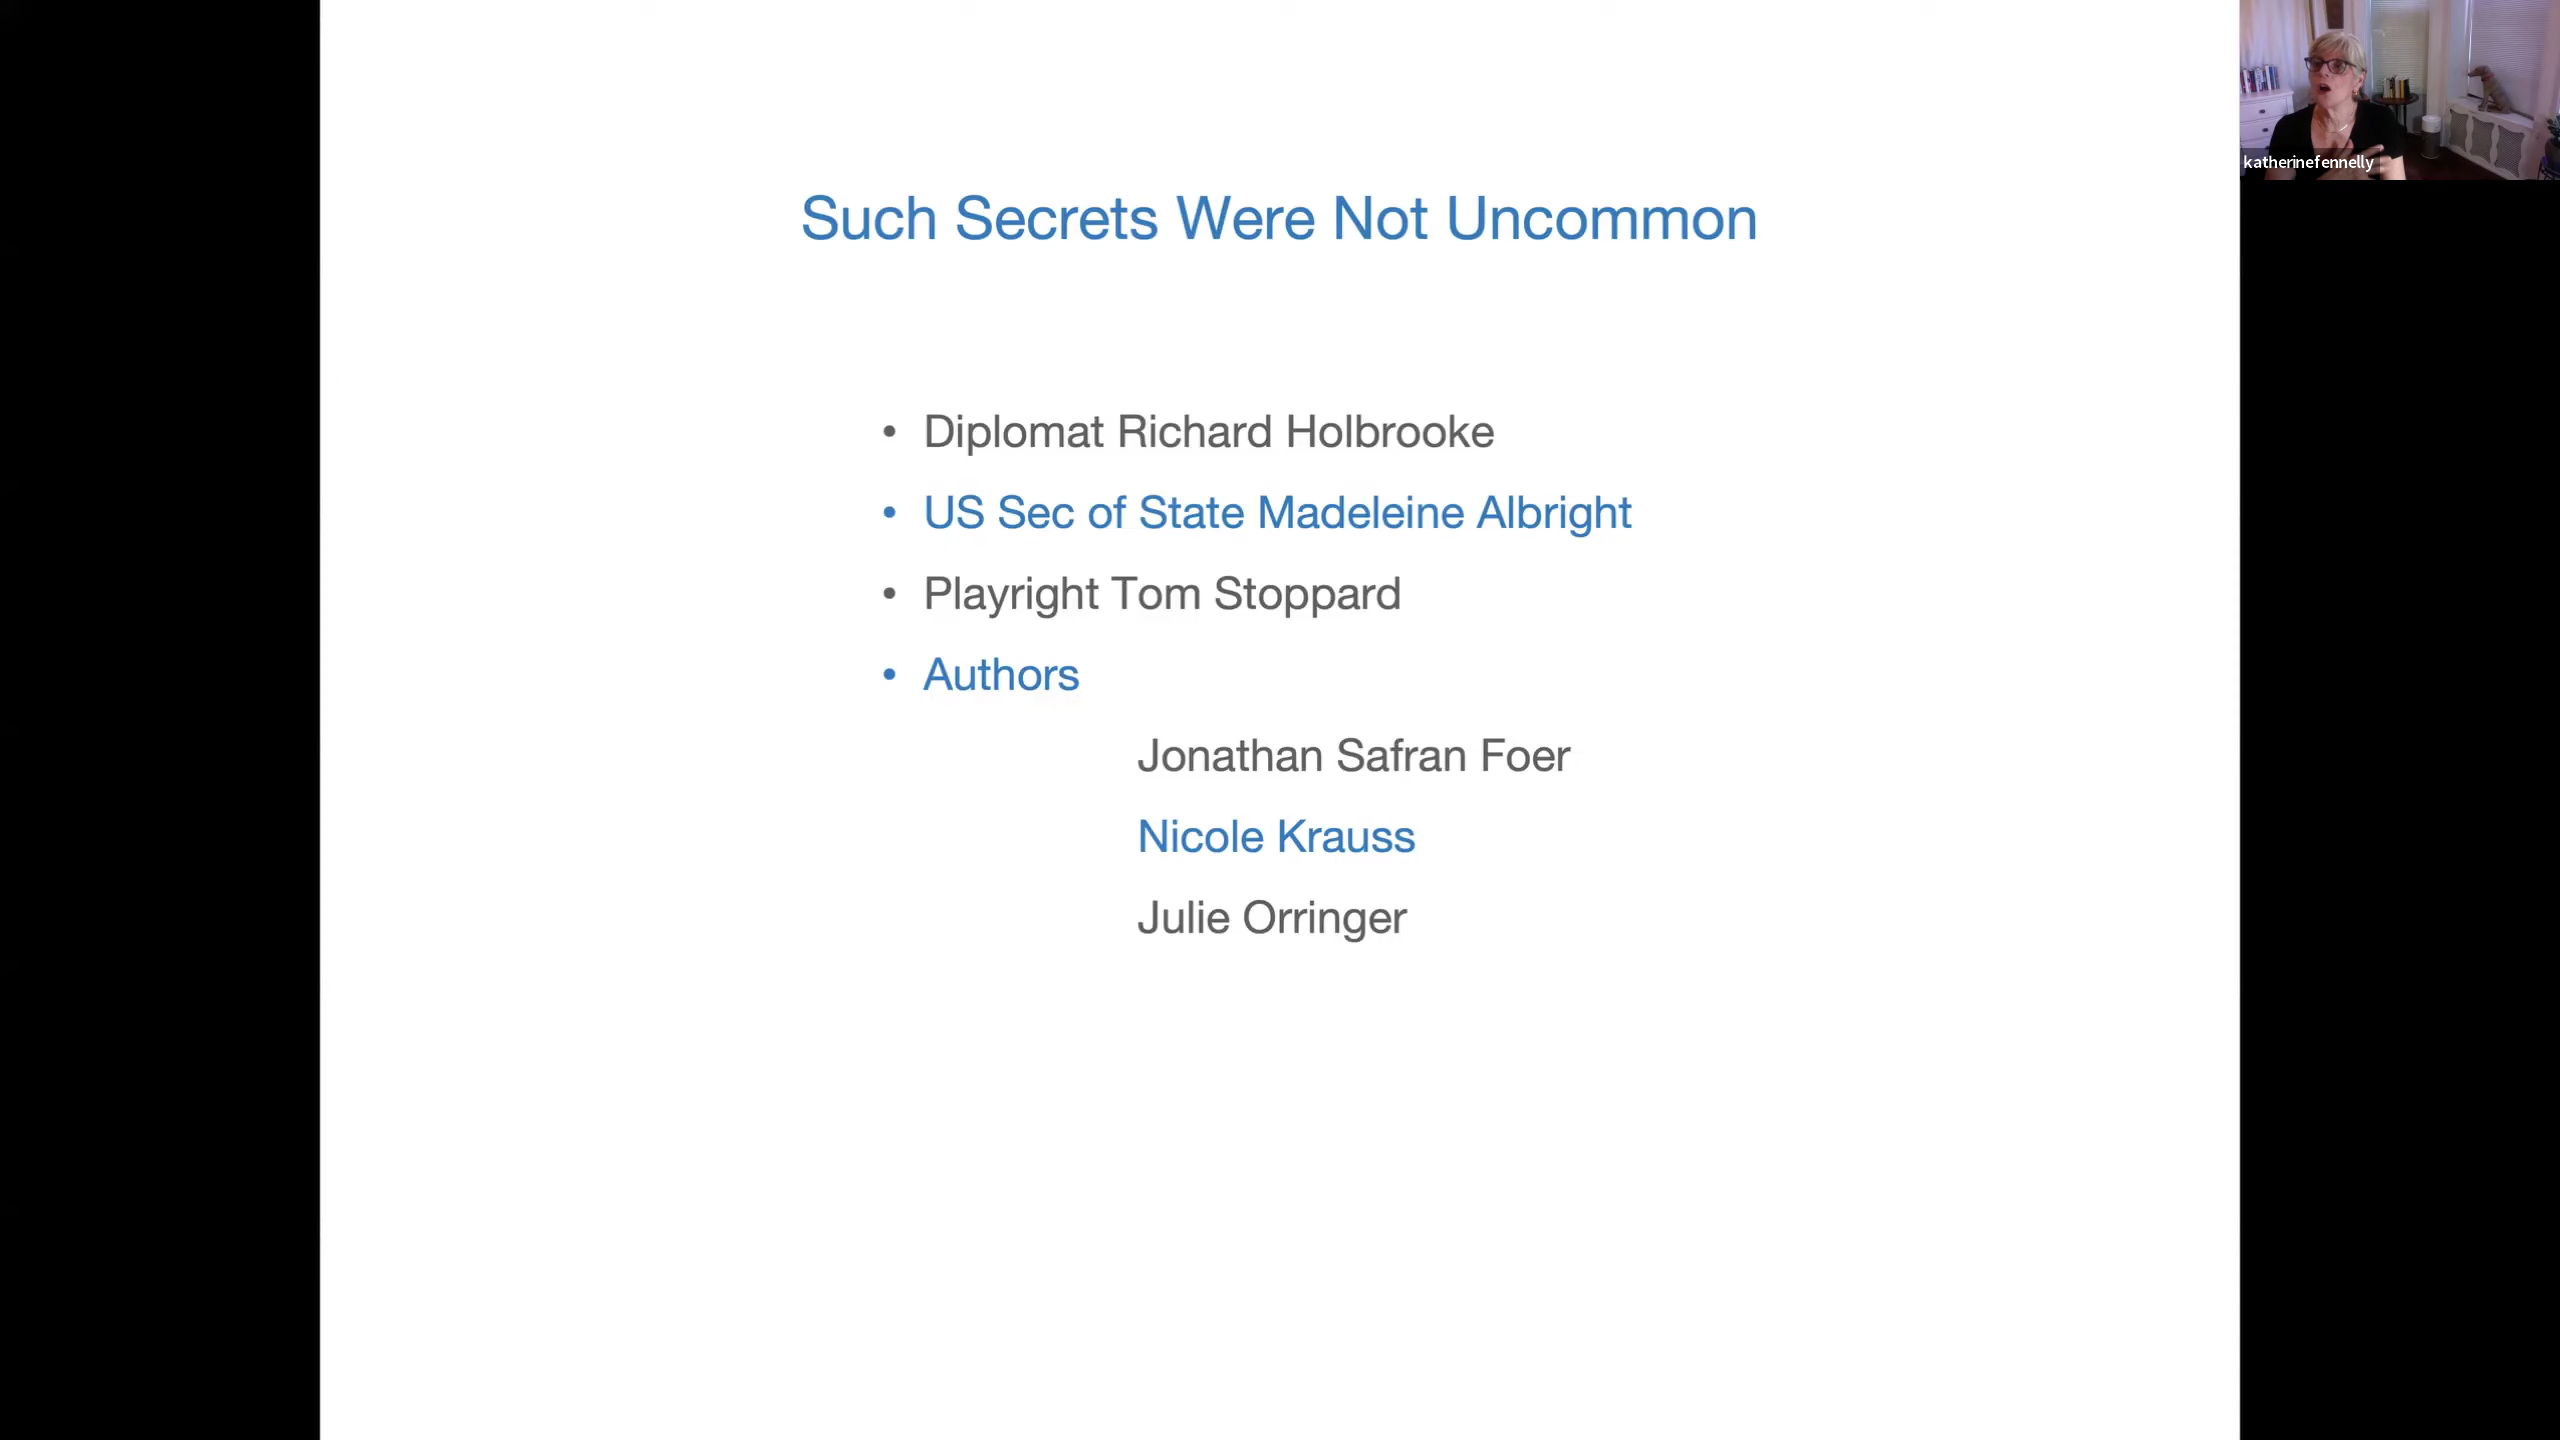 Such Secrets Were Not Uncommon
• Diplomat Richard Holbrooke
• US Sec of State Madeleine Albright
• Playright Tom Stoppard
• Authors
Jonathan Safran Foer
Nicole Krauss
Julie Orringer
katherinefennelly